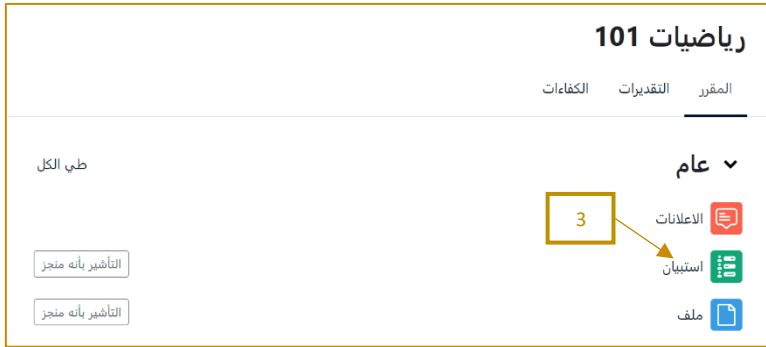 رياضيات 101
المقرر التقديرات الكفاءات
عام طي الكل
الاعلانات
3
استبيان التأشير بأنه منجز
ملف التأشير بأنه منجز